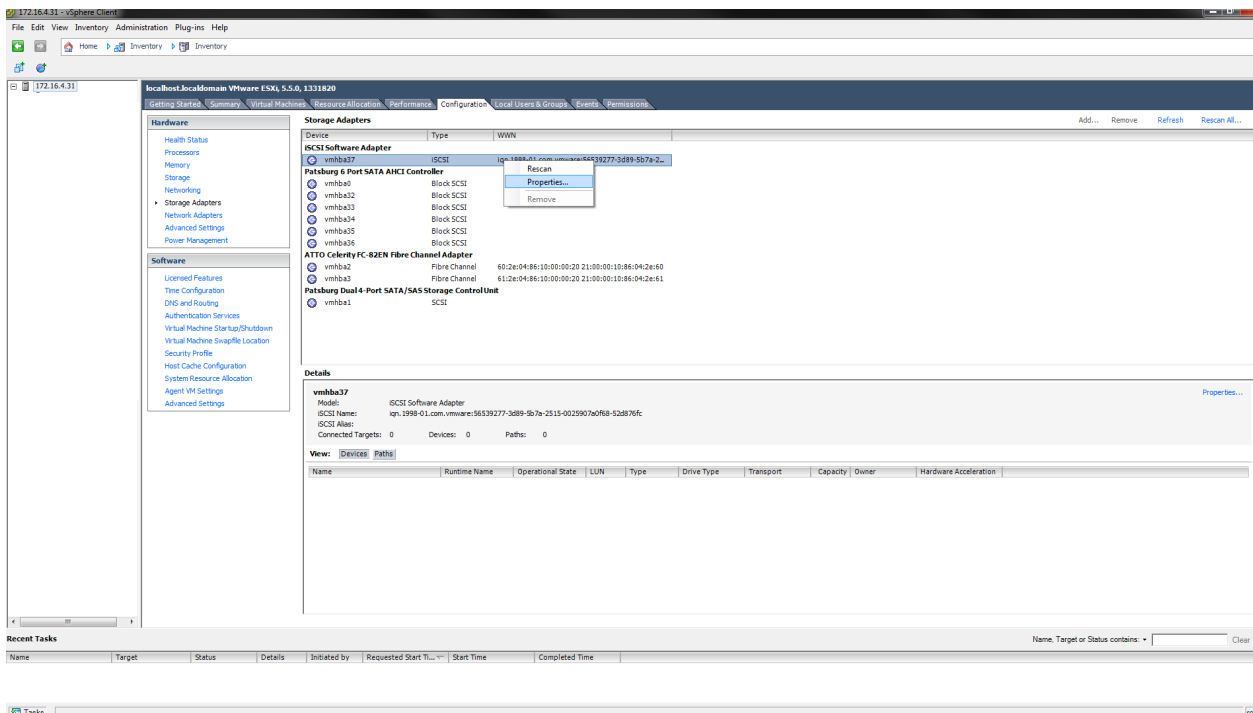 172.16.4.31 - vSphere Client
File Edit View Inventory Administration Plug-ins Help
Home Inventory Inventory
172.16.4.31
localhost.localdomain VMware ESXi, 5.5.0, 1331820
Getting Started Summary Virtual Machines Resource Allocation Performance Configuration Local Users & Groups Events Permissions
Hardware
Health Status
Processors
Memory
Storage
Networking
Storage Adapters
Network Adapters
Advanced Settings
Power Management
Software
Licensed Features
Time Configuration
DNS and Routing
Authentication Services
Virtual Machine Startup/Shutdown
Virtual Machine Swapfile Location
Security Profile
Host Cache Configuration
System Resource Allocation
Agent VM Settings
Advanced Settings
Storage Adapters Add... Remove Refresh Rescan All...
Device Type WWN
iSCSI Software Adapter
vmhba37 iSCSI iqn.1998-01.com.vmware:56539277-3d89-5b7a-2...
Rescan
Properties...
Remove
Patsburg 6 Port SATA AHCI Controller
vmhba0 Block SCSI
vmhba32 Block SCSI
vmhba33 Block SCSI
vmhba34 Block SCSI
vmhba35 Block SCSI
vmhba36 Block SCSI
ATTO Celerity FC-82EN Fibre Channel Adapter
vmhba2 Fibre Channel 60:2e:04:86:10:00:00:20 21:00:00:10:86:04:2e:60
vmhba3 Fibre Channel 61:2e:04:86:10:00:00:20 21:00:00:10:86:04:2e:61
Patsburg Dual 4-Port SATA/SAS Storage Control Unit
vmhba1 SCSI
Details
vmhba37 Properties...
Model: iSCSI Software Adapter
iSCSI Name: iqn.1998-01.com.vmware:56539277-3d89-5b7a-2515-0025907a0f68-52d876fc
iSCSI Alias:
Connected Targets: 0 Devices: 0 Paths: 0
View: Devices Paths
Name Runtime Name Operational State LUN Type Drive Type Transport Capacity Owner Hardware Acceleration
Recent Tasks Name, Target or Status contains: Clear
Name Target Status Details Initiated by Requested Start Ti... Start Time Completed Time
Tasks